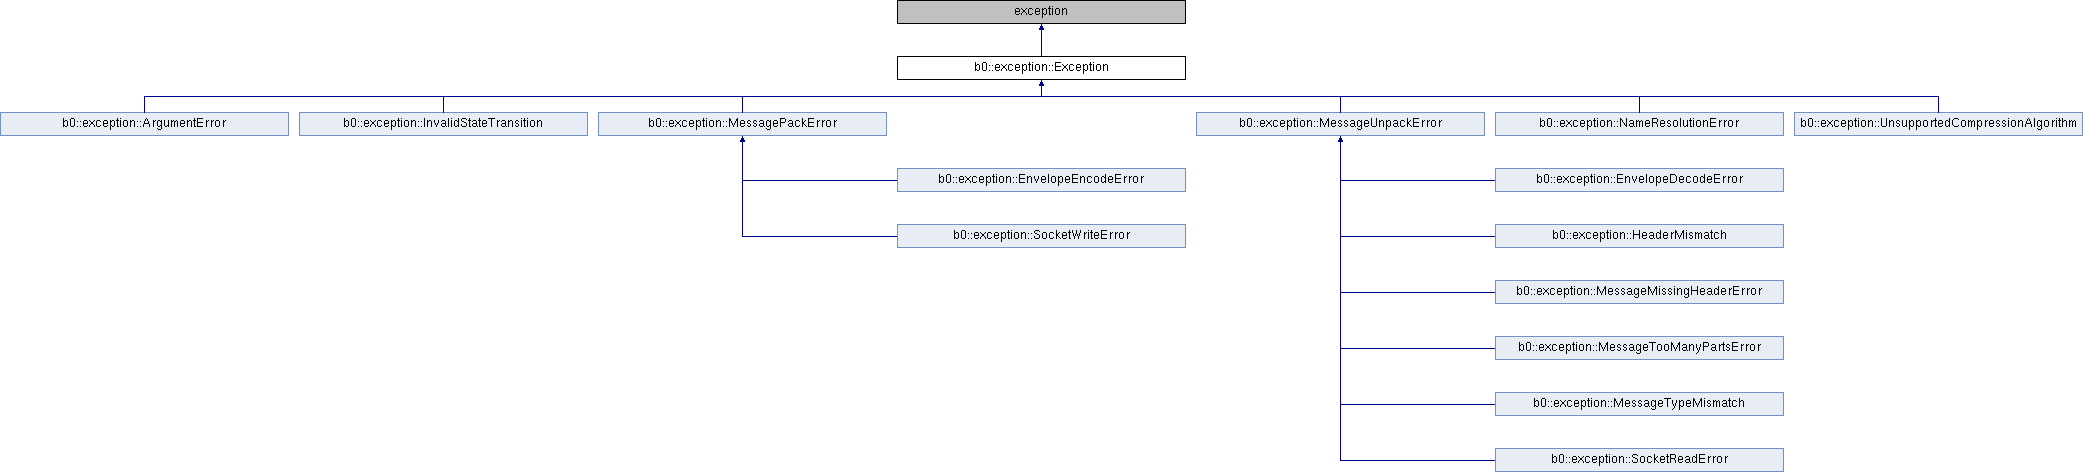 exception
b0::exception::Exception
b0::exception::ArgumentError
b0::exception::InvalidStateTransition
b0::exception::MessagePackError
b0::exception::MessageUnpackError
b0::exception::NameResolutionError
b0::exception::UnsupportedCompressionAlgorithm
b0::exception::EnvelopeEncodeError
b0::exception::EnvelopeDecodeError
b0::exception::SocketWriteError
b0::exception::HeaderMismatch
b0::exception::MessageMissingHeaderError
b0::exception::MessageTooManyPartsError
b0::exception::MessageTypeMismatch
b0::exception::SocketReadError